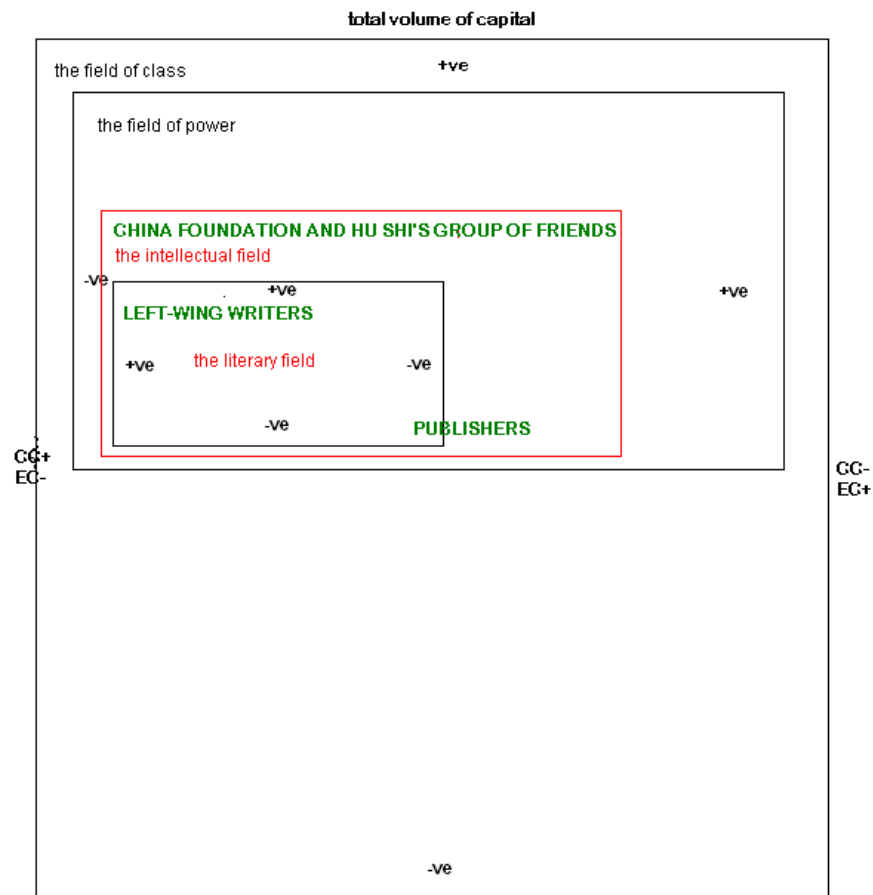 total volume of capital
the field of class
+ve
the field of power
CHINA FOUNDATION AND HU SHI'S GROUP OF FRIENDS
the intellectual field
-ve
+ve
+ve
LEFT-WING WRITERS
+ve
the literary field
-ve
-ve
PUBLISHERS
CC+
EC-
CC-
EC+
-ve